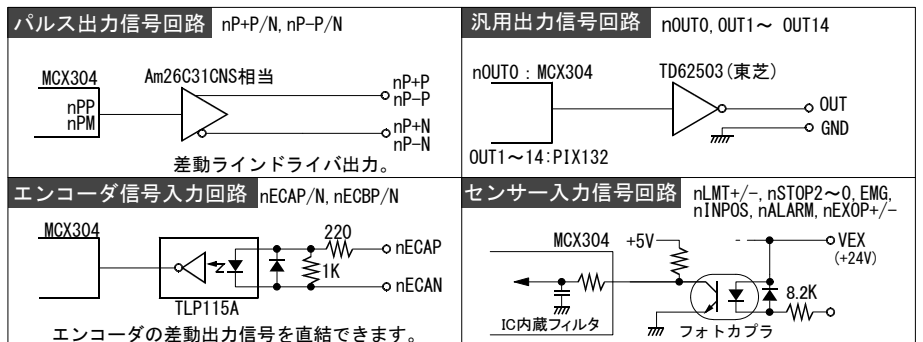 パルス出力信号回路 nP+P/N, nP-P/N
MCX304
Am26C31CNS相当
nPP
nPM
nP+P
nP-P
nP+N
nP-N
差動ラインドライバ出力。
汎用出力信号回路 nOUT0, OUT1～ OUT14
nOUT0 : MCX304
TD62503(東芝)
OUT
GND
OUT1～14:PIX132
エンコーダ信号入力回路 nECAP/N, nECBP/N
MCX304
220
nECAP
1K
nECAN
TLP115A
エンコーダの差動出力信号を直結できます。
センサー入力信号回路 nLMT+/-, nSTOP2～0, EMG,
nINPOS, nALARM, nEXOP+/-
MCX304
+5V
-
VEX
(+24V)
8.2K
IC内蔵フィルタ
フォトカプラ